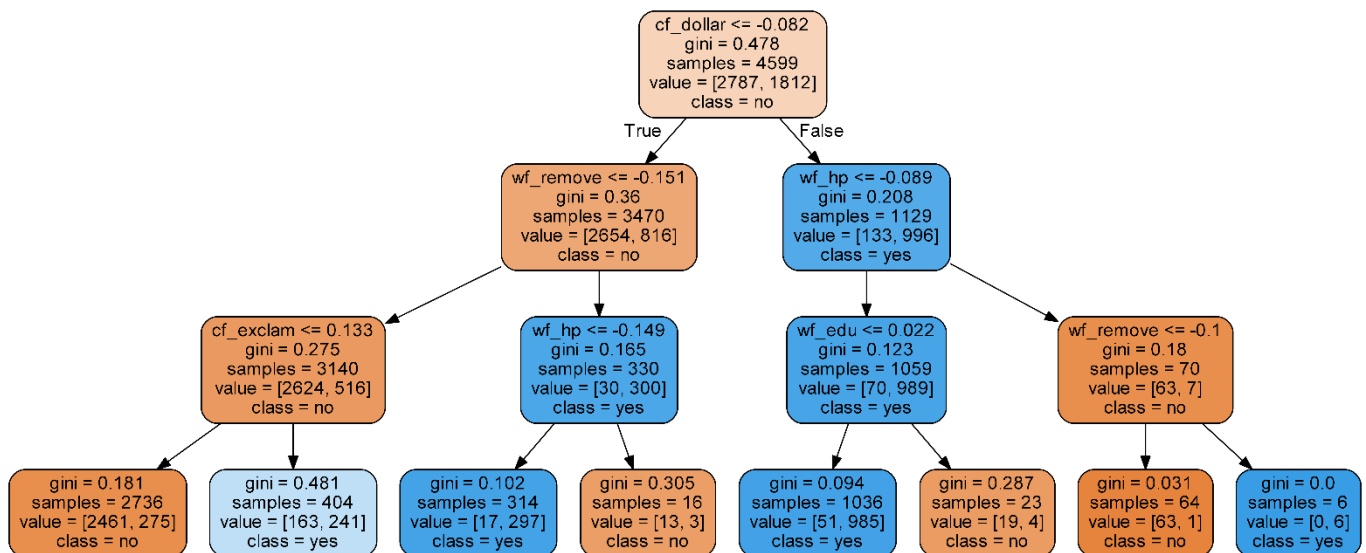 cf_dollar <= -0.082
gini = 0.478
samples = 4599
value = [2787, 1812]
class = no
True
False
wf_remove <= -0.151
gini = 0.36
samples = 3470
value = [2654, 816]
class = no
wf_hp <= -0.089
gini = 0.208
samples = 1129
value = [133, 996]
class = yes
cf_exclam <= 0.133
gini = 0.275
samples = 3140
value = [2624, 516]
class = no
wf_hp <= -0.149
gini = 0.165
samples = 330
value = [30, 300]
class = yes
wf_edu <= 0.022
gini = 0.123
samples = 1059
value = [70, 989]
class = yes
wf_remove <= -0.1
gini = 0.18
samples = 70
value = [63, 7]
class = no
gini = 0.181
samples = 2736
value = [2461, 275]
class = no
gini = 0.481
samples = 404
value = [163, 241]
class = yes
gini = 0.102
samples = 314
value = [17, 297]
class = yes
gini = 0.305
samples = 16
value = [13, 3]
class = no
gini = 0.094
samples = 1036
value = [51, 985]
class = yes
gini = 0.287
samples = 23
value = [19, 4]
class = no
gini = 0.031
samples = 64
value = [63, 1]
class = no
gini = 0.0
samples = 6
value = [0, 6]
class = yes